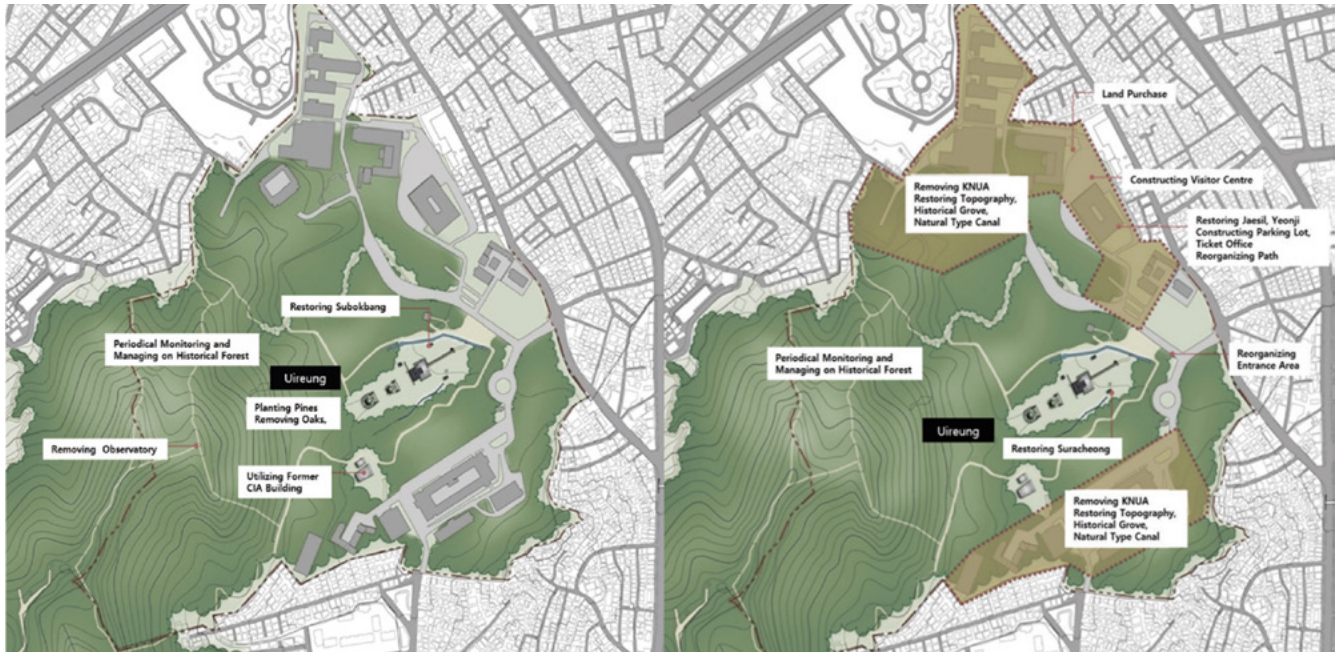 Restoring Subokbang
Periodical Monitoring and
Managing on Historical Forest
Uireung
Planting Pines
Removing Oaks,
Removing Observatory
Utilizing Former
CIA Building
Land Purchase
Constructing Visitor Centre
Removing KNUA
Restoring Topography,
Historical Grove,
Natural Type Canal
Restoring Jaesil, Yeonji
Constructing Parking Lot,
Ticket Office
Reorganizing Path
Periodical Monitoring and
Managing on Historical Forest
Reorganizing
Entrance Area
Uireung
Restoring Suracheong
Removing KNUA
Restoring Topography,
Historical Grove,
Natural Type Canal